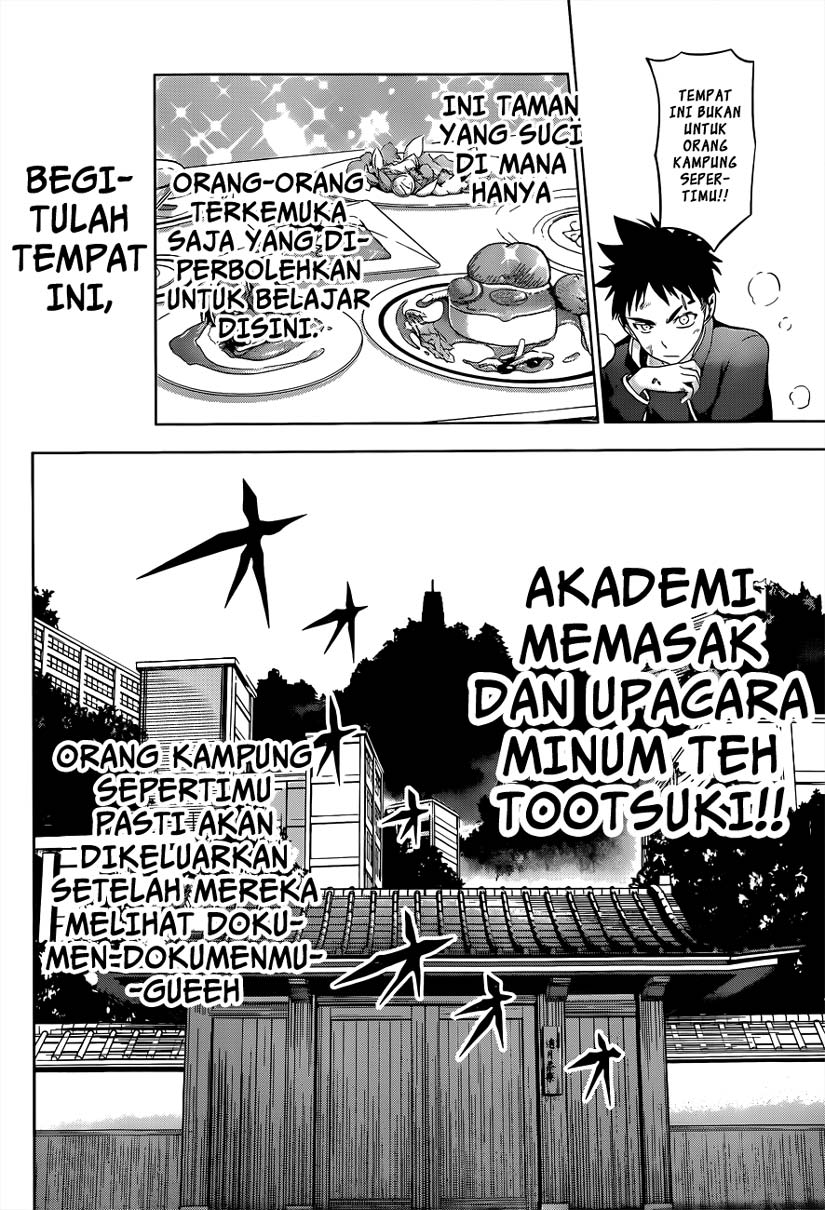 TEMPAT
INI BUKAN
UNTUK
ORANG
KAMPUNG
SEPER-
TIMU!!
INI TAMAN
YANG SUCI
DI MANA
HANYA
ORANG-ORANG
TERKEMUKA
SAJA YANG DI-
PERBOLEHKAN
UNTUK BELAJAR
DISINI.
BEGI-
TULAH
TEMPAT
INI,
AKADEMI
MEMASAK
DAN UPACARA
MINUM TEH
TOOTSUKI!!
ORANG KAMPUNG
SEPERTIMU
PASTI AKAN
DIKELUARKAN
SETELAH MEREKA
MELIHAT DOKU-
MEN-DOKUMENMU-
-GUEEH